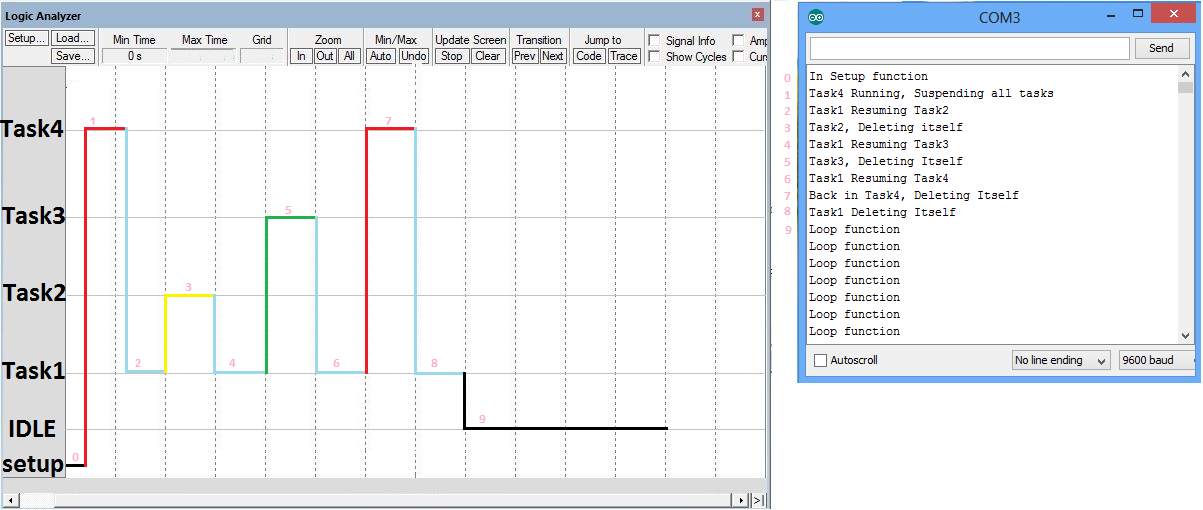 Logic Analyzer
Setup... Load... Min Time Max Time Grid Zoom Min/Max Update Screen Transition Jump to Signal Info Amp
Save... 0 s In Out All Auto Undo Stop Clear Prev Next Code Trace Show Cycles Curs
Task4 1 7
Task3 5
Task2 3
Task1 2 4 6 8
IDLE 9
setup 0
COM3
Send
0 In Setup function
1 Task4 Running, Suspending all tasks
2 Task1 Resuming Task2
3 Task2, Deleting itself
4 Task1 Resuming Task3
5 Task3, Deleting Itself
6 Task1 Resuming Task4
7 Back in Task4, Deleting Itself
8 Task1 Deleting Itself
9 Loop function
Loop function
Loop function
Loop function
Loop function
Loop function
Loop function
Autoscroll No line ending 9600 baud